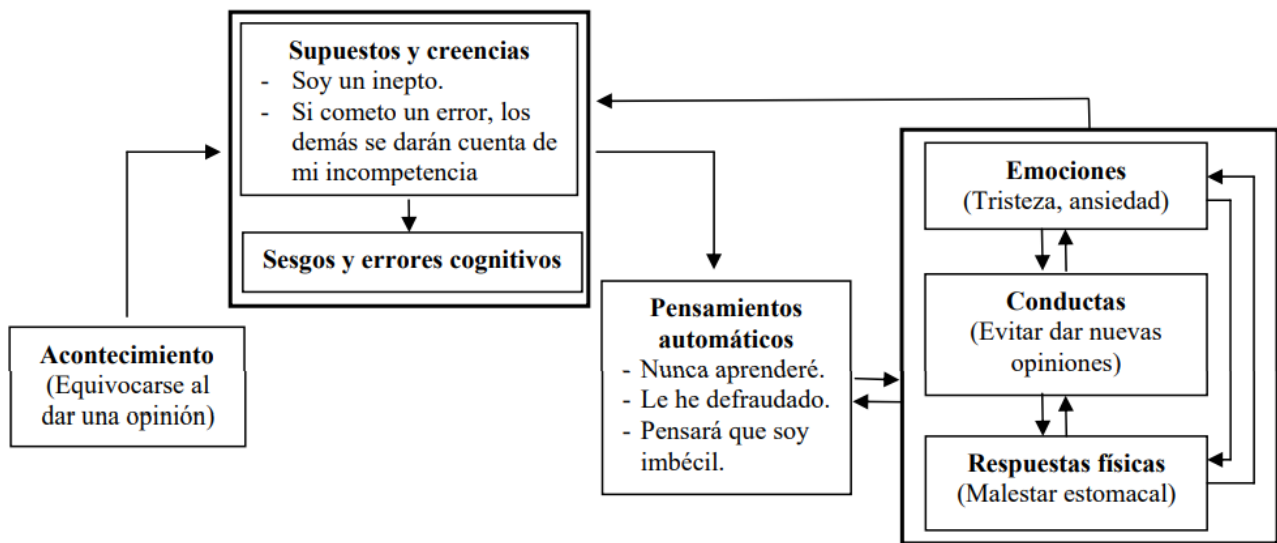 Supuestos y creencias
- Soy un inepto.
- Si cometo un error, los
demás se darán cuenta de
mi incompetencia
Sesgos y errores cognitivos
Acontecimiento
(Equivocarse al
dar una opinión)
Pensamientos
automáticos
- Nunca aprenderé.
- Le he defraudado.
- Pensará que soy
imbécil.
Emociones
(Tristeza, ansiedad)
Conductas
(Evitar dar nuevas
opiniones)
Respuestas físicas
(Malestar estomacal)